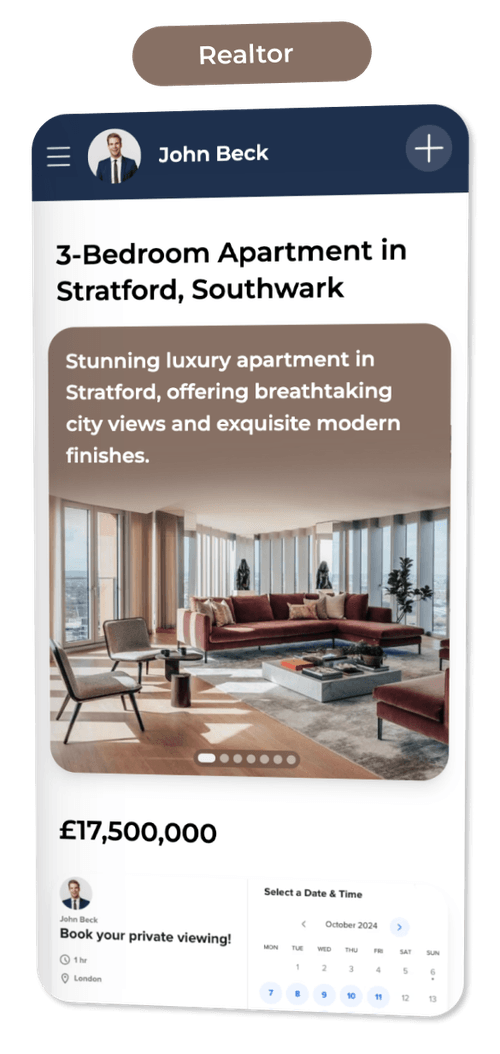 Realtor
John Beck
3-Bedroom Apartment in
Stratford, Southwark
Stunning luxury apartment in
Stratford, offering breathtaking
city views and exquisite modern
finishes.
£17,500,000
John Beck
Book your private viewing!
1 hr
London
Select a Date & Time
October 2024
MON TUE WED THU FRI SAT SUN
1 2 3 4 5 6
7 8 9 10 11 12 13